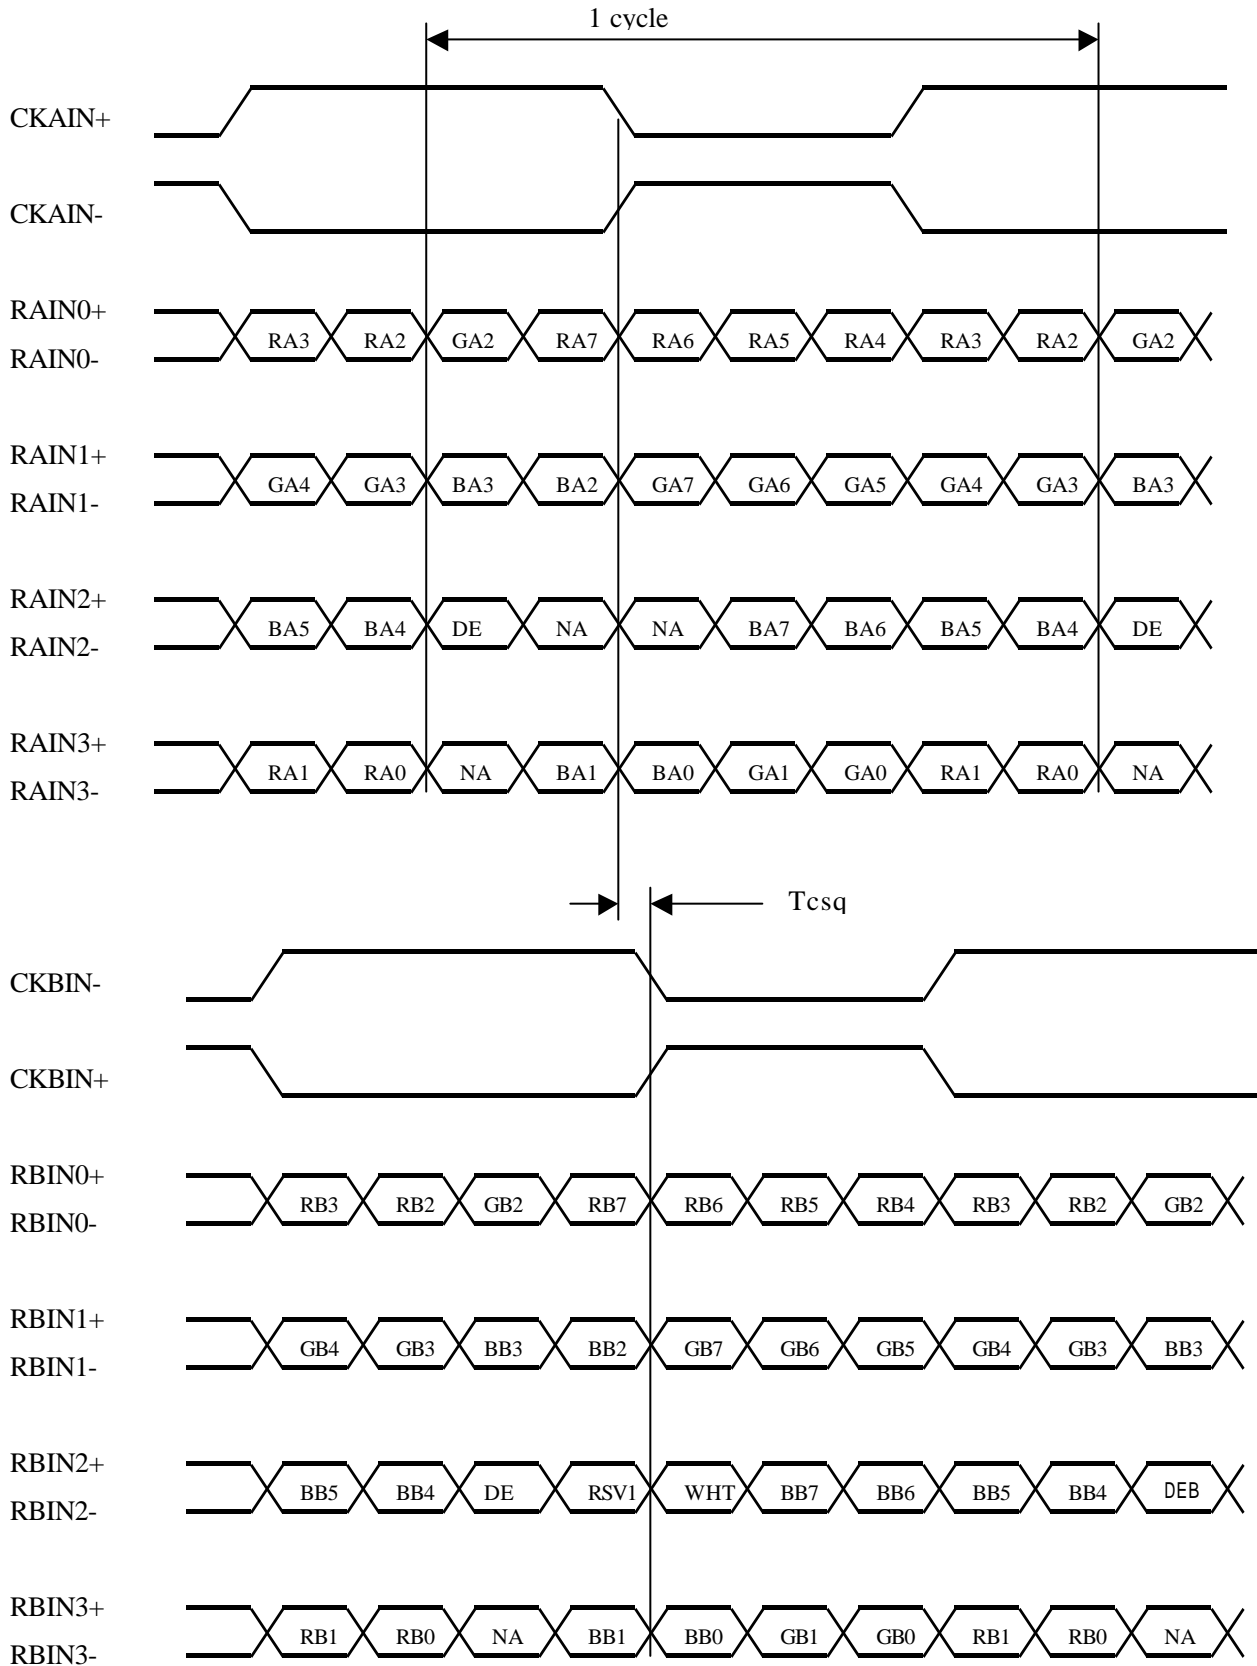 1 cycle
CKAIN+
CKAIN-
RAIN0+
RA3 RA2 GA2 RA7 RA6 RA5 RA4 RA3 RA2 GA2
RAIN0-
RAIN1+
GA4 GA3 BA3 BA2 GA7 GA6 GA5 GA4 GA3 BA3
RAIN1-
RAIN2+
BA5 BA4 DE NA NA BA7 BA6 BA5 BA4 DE
RAIN2-
RAIN3+
RA1 RA0 NA BA1 BA0 GA1 GA0 RA1 RA0 NA
RAIN3-
Tcsq
CKBIN-
CKBIN+
RBIN0+
RB3 RB2 GB2 RB7 RB6 RB5 RB4 RB3 RB2 GB2
RBIN0-
RBIN1+
GB4 GB3 BB3 BB2 GB7 GB6 GB5 GB4 GB3 BB3
RBIN1-
RBIN2+
BB5 BB4 DE RSV1 WHT BB7 BB6 BB5 BB4 DEB
RBIN2-
RBIN3+
RB1 RB0 NA BB1 BB0 GB1 GB0 RB1 RB0 NA
RBIN3-